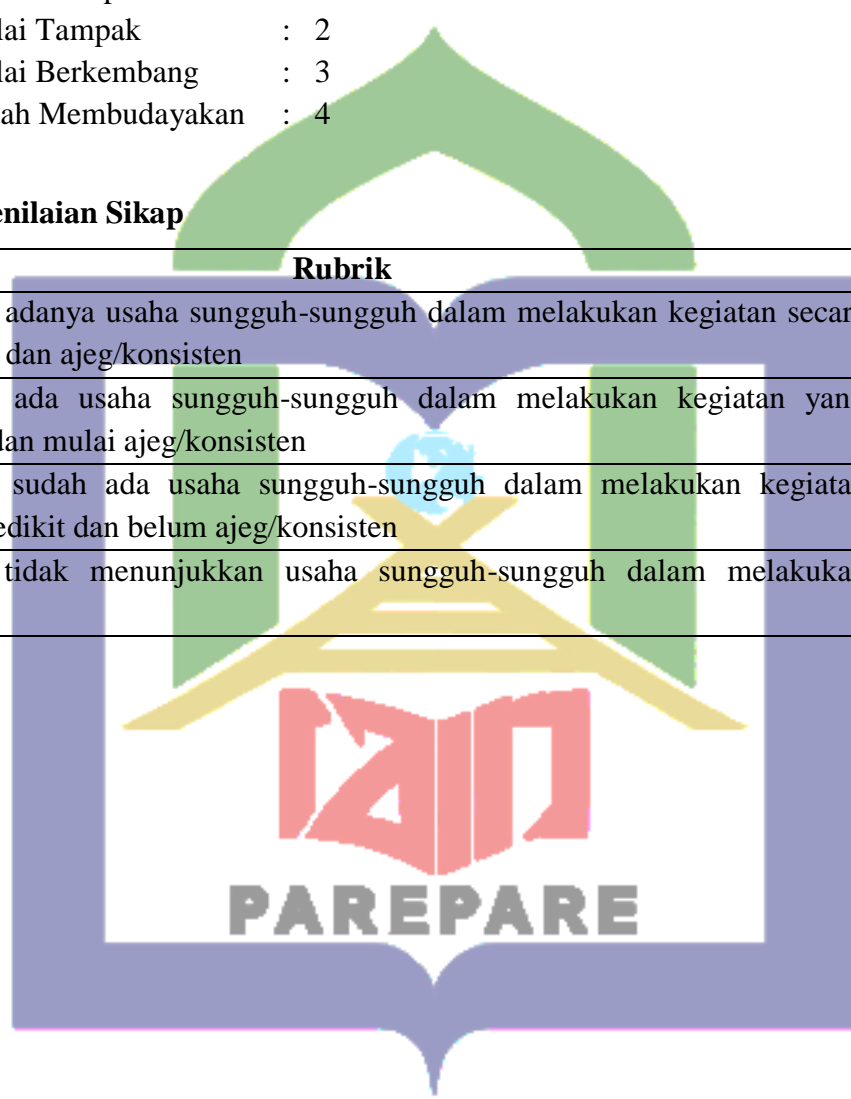 lai Tampak : 2
lai Berkembang : 3
ah Membudayakan : 4
enilaian Sikap
Rubrik
adanya usaha sungguh-sungguh dalam melakukan kegiatan secar
dan ajeg/konsisten
ada usaha sungguh-sungguh dalam melakukan kegiatan yan
dan mulai ajeg/konsisten
sudah ada usaha sungguh-sungguh dalam melakukan kegiata
edikit dan belum ajeg/konsisten
tidak menunjukkan usaha sungguh-sungguh dalam melakuka
iain
PAREPARE